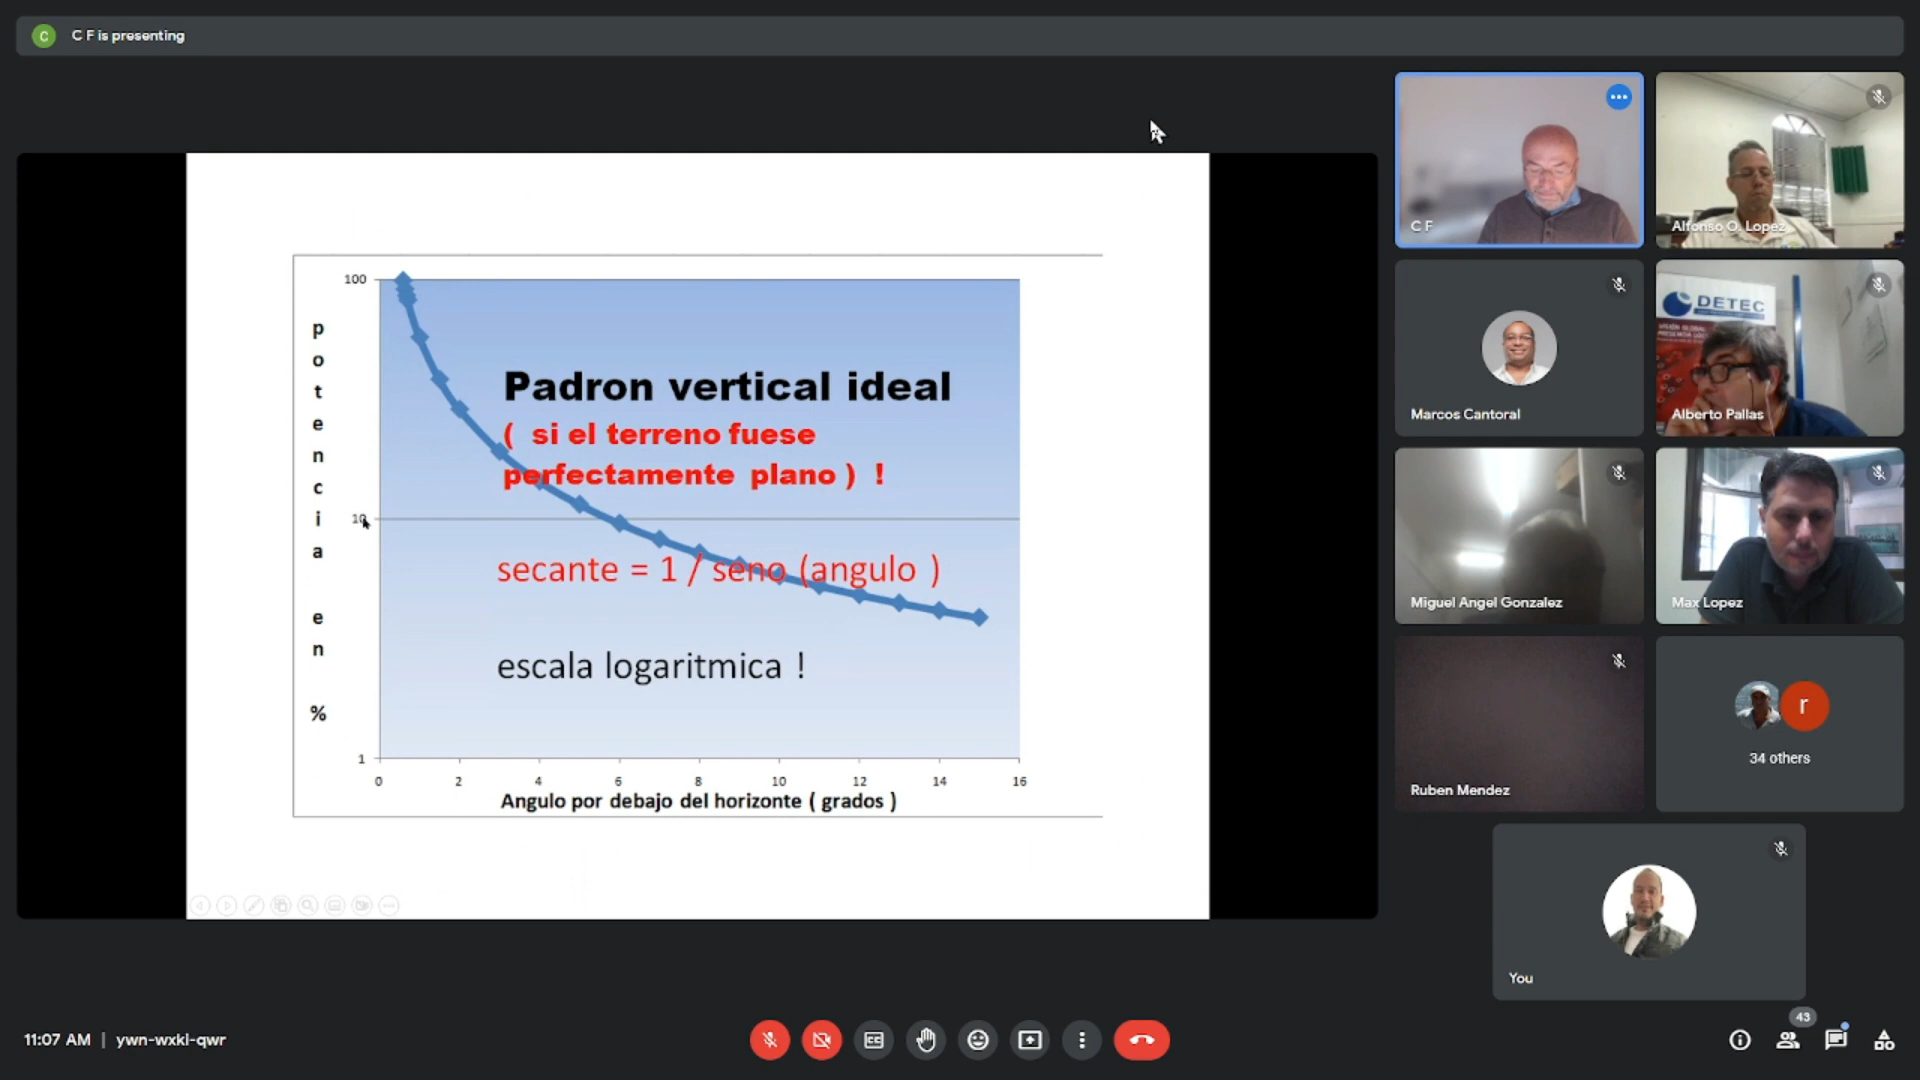 C
C F is presenting
100
10
1
potencia en %
Padron vertical ideal
( si el terreno fuese
perfectamente plano ) !
secante = 1 / seno (angulo )
escala logaritmica !
0 2 4 6 8 10 12 14 16
Angulo por debajo del horizonte ( grados )
C F
Alfonso O. Lopez
Marcos Cantoral
DETEC
Alberto Pallas
Miguel Angel Gonzalez
Max Lopez
Ruben Mendez
r
34 others
You
11:07 AM | ywn-wxkl-qwr
CC
43